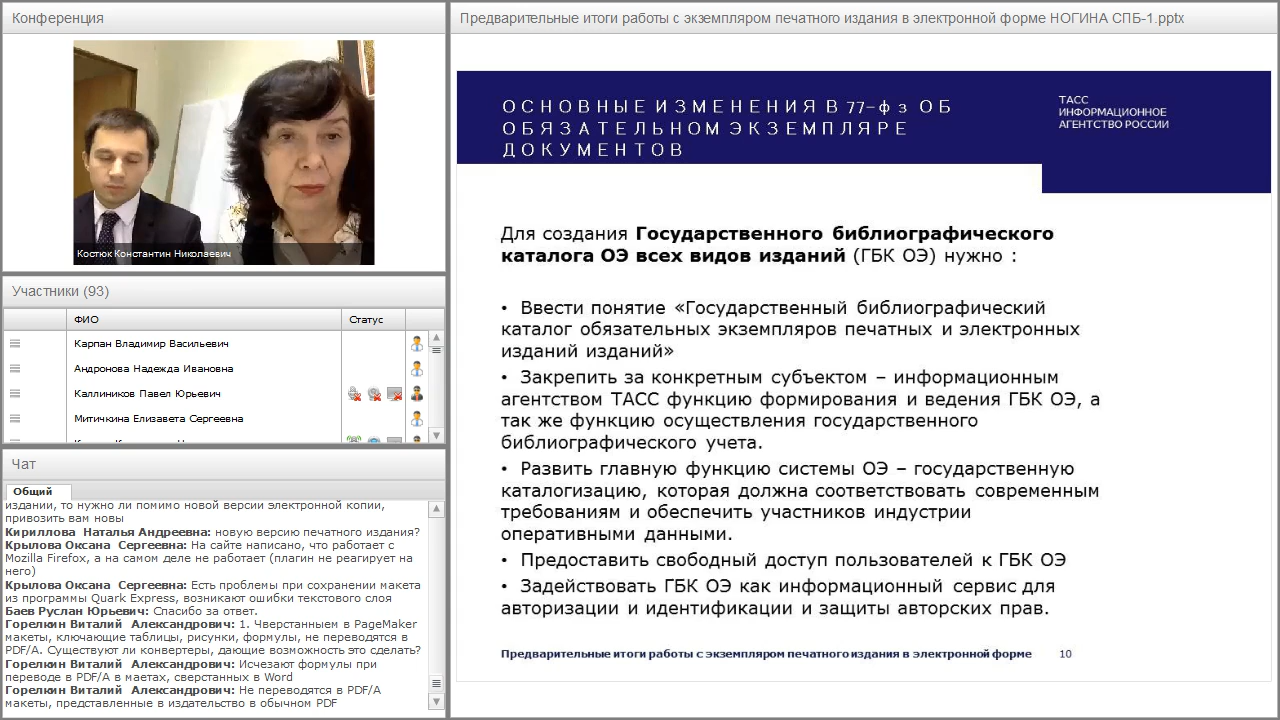 Конференция
Костюк Константин Николаевич
Участники (93)
ФИО
Статус
Карпан Владимир Васильевич
Андронова Надежда Ивановна
Каллиников Павел Юрьевич
Митичкина Елизавета Сергеевна
Чат
Общий
издании, то нужно ли помимо новой версии электронной копии,
привозить вам новы
Кириллова Наталья Андреевна: новую версию печатного издания?
Крылова Оксана Сергеевна: На сайте написано, что работает с
Mozilla Firefox, а на самом деле не работает (плагин не реагирует на
него)
Крылова Оксана Сергеевна: Есть проблемы при сохранении макета
из программы Quark Express, возникают ошибки текстового слоя
Баев Руслан Юрьевич: Спасибо за ответ.
Горелкин Виталий Александрович: 1. Чверстаныем в PageMaker
макеты, ключающие таблицы, рисунки, формулы, не переводятся в
PDF/A. Существуют ли конвертеры, дающие возможность это сделать?
Горелкин Виталий Александрович: Исчезают формулы при
переводе в PDF/A в маетах, сверстанных в Word
Горелкин Виталий Александрович: Не переводятся в PDF/A
макеты, представленные в издательство в обычном PDF
Предварительные итоги работы с экземпляром печатного издания в электронной форме НОГИНА СПБ-1.pptx
ОСНОВНЫЕ ИЗМЕНЕНИЯ В 77-ф з ОБ
ОБЯЗАТЕЛЬНОМ ЭКЗЕМПЛЯРЕ
ДОКУМЕНТОВ
ТАСС
ИНФОРМАЦИОННОЕ
АГЕНТСТВО РОССИИ
Для создания Государственного библиографического
каталога ОЭ всех видов изданий (ГБК ОЭ) нужно :
• Ввести понятие «Государственный библиографический
каталог обязательных экземпляров печатных и электронных
изданий изданий»
• Закрепить за конкретным субъектом – информационным
агентством ТАСС функцию формирования и ведения ГБК ОЭ, а
так же функцию осуществления государственного
библиографического учета.
• Развить главную функцию системы ОЭ – государственную
каталогизацию, которая должна соответствовать современным
требованиям и обеспечить участников индустрии
оперативными данными.
• Предоставить свободный доступ пользователей к ГБК ОЭ
• Задействовать ГБК ОЭ как информационный сервис для
авторизации и идентификации и защиты авторских прав.
Предварительные итоги работы с экземпляром печатного издания в электронной форме 10